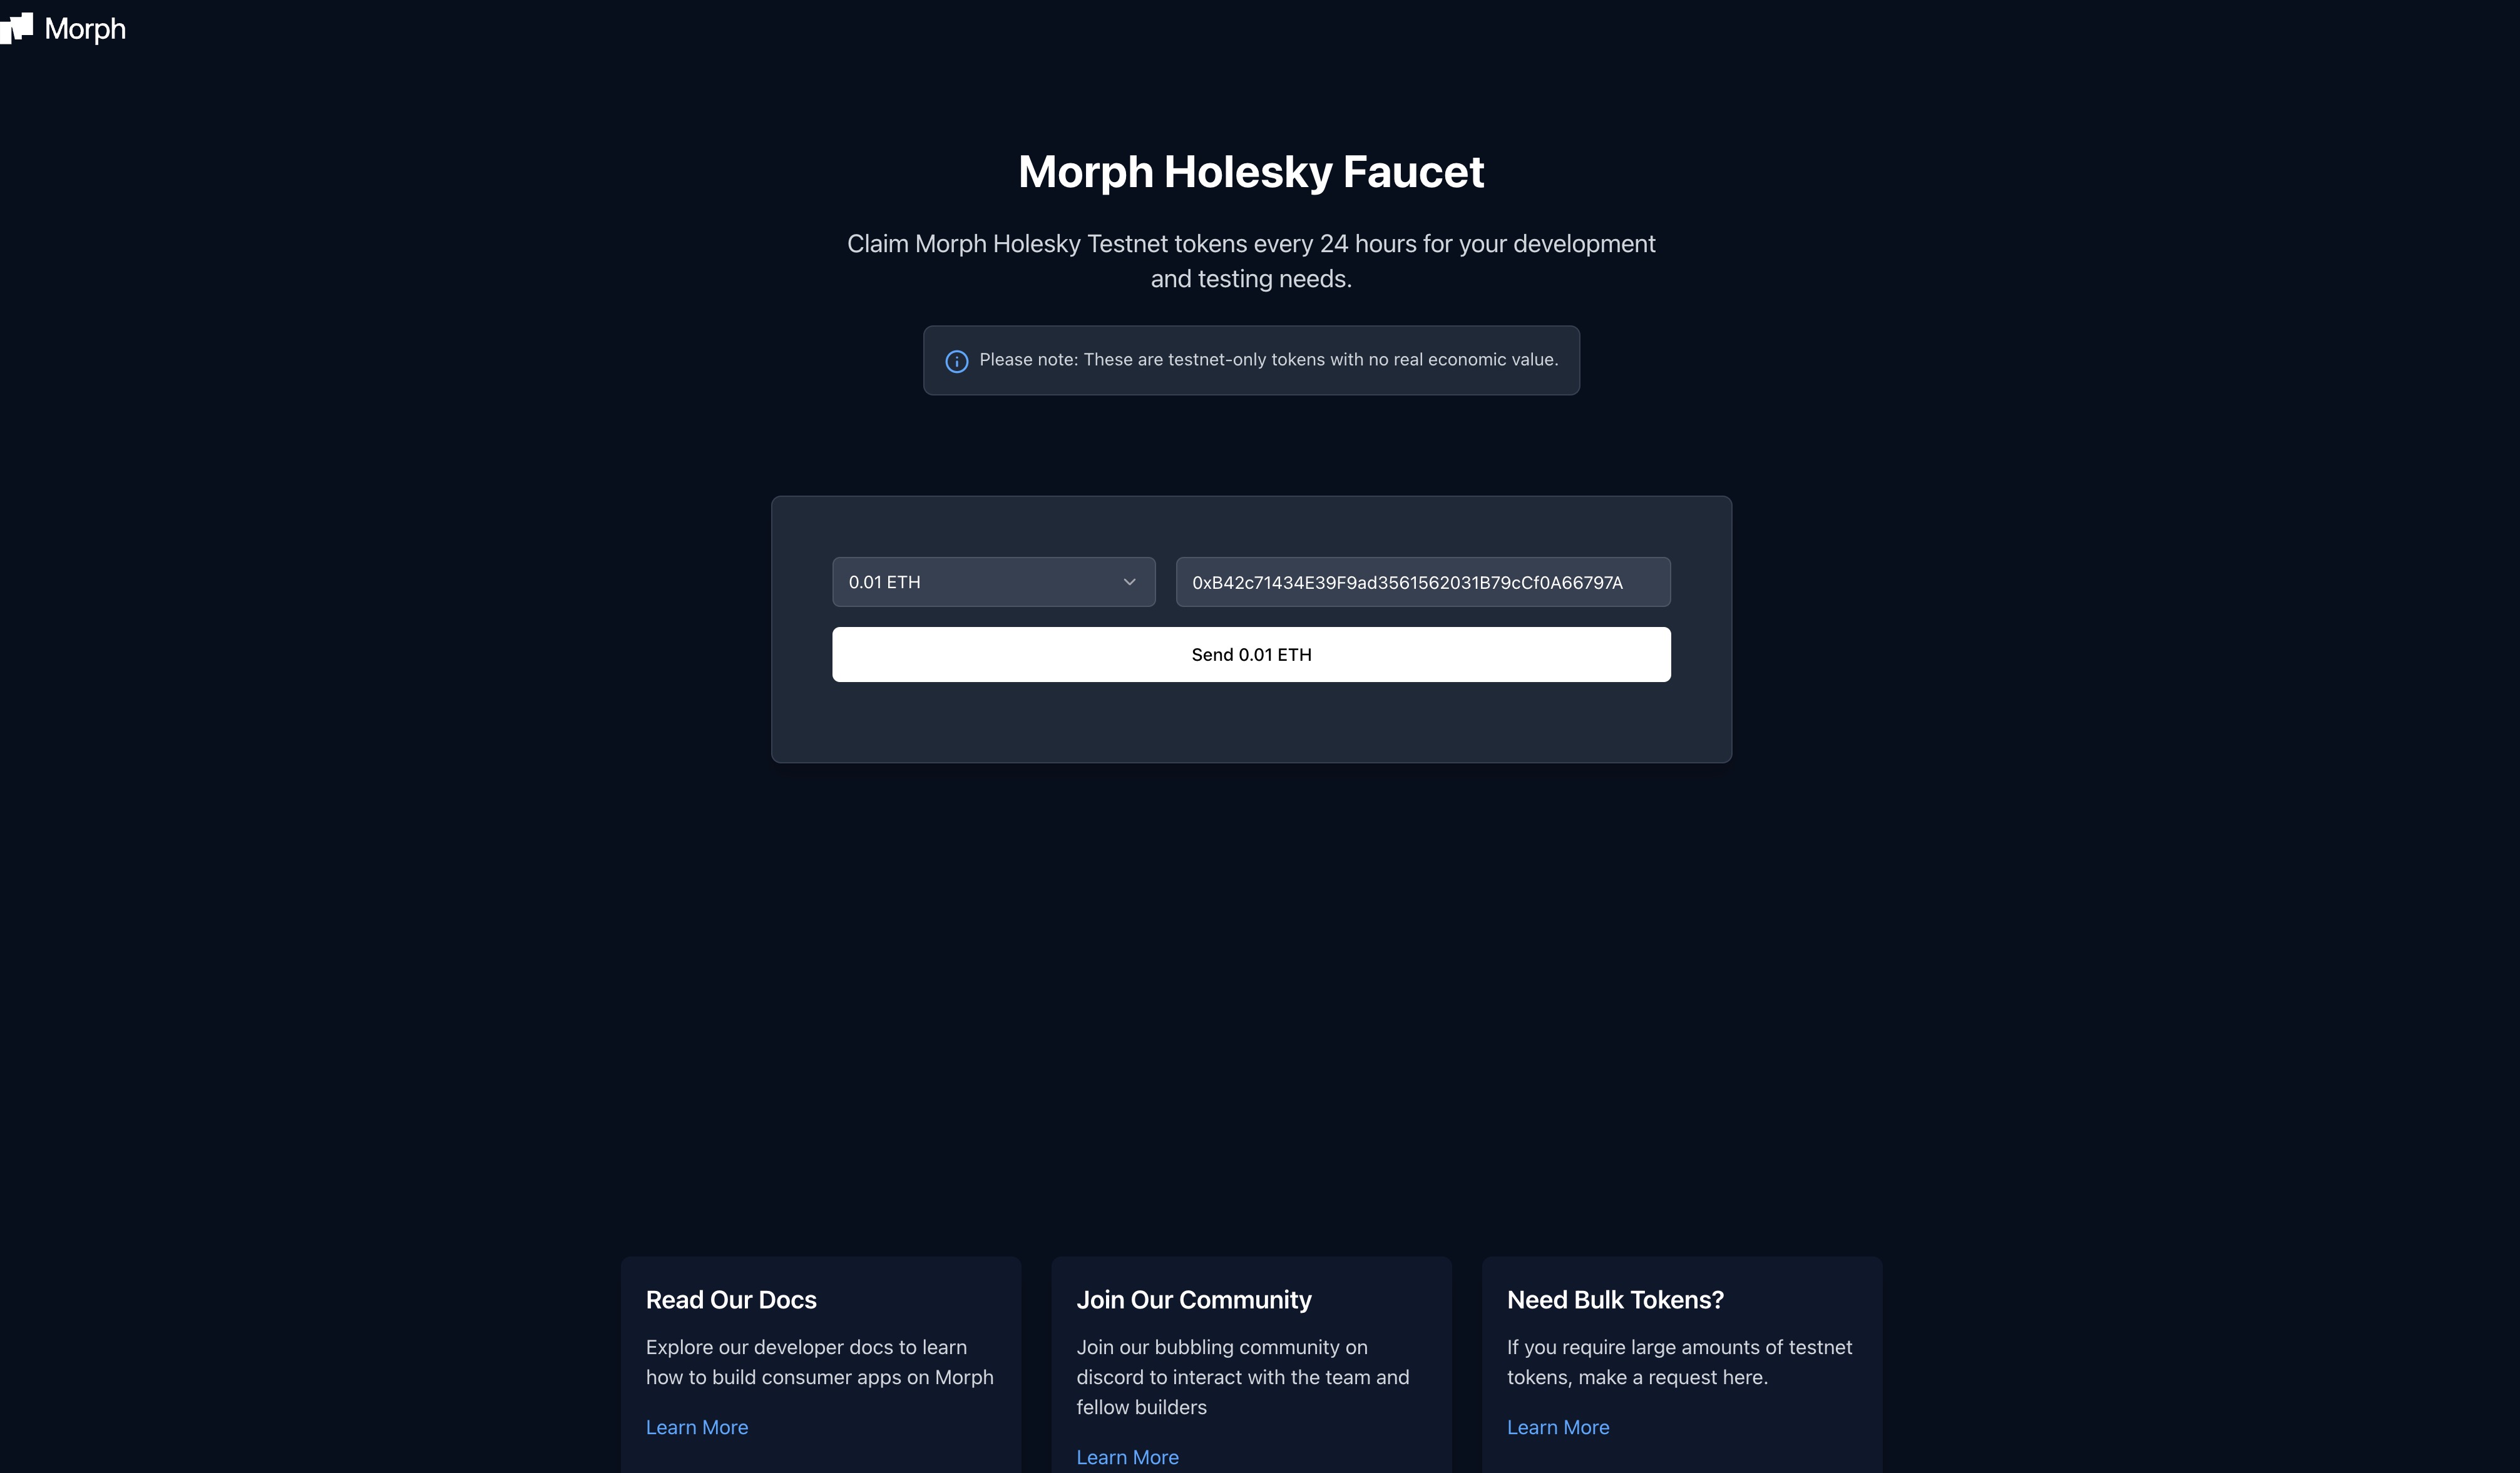 Morph
Morph Holesky Faucet
Claim Morph Holesky Testnet tokens every 24 hours for your development
and testing needs.
Please note: These are testnet-only tokens with no real economic value.
0.01 ETH
0xB42c71434E39F9ad3561562031B79cCf0A66797A
Send 0.01 ETH
Read Our Docs
Explore our developer docs to learn
how to build consumer apps on Morph
Learn More
Join Our Community
Join our bubbling community on
discord to interact with the team and
fellow builders
Learn More
Need Bulk Tokens?
If you require large amounts of testnet
tokens, make a request here.
Learn More